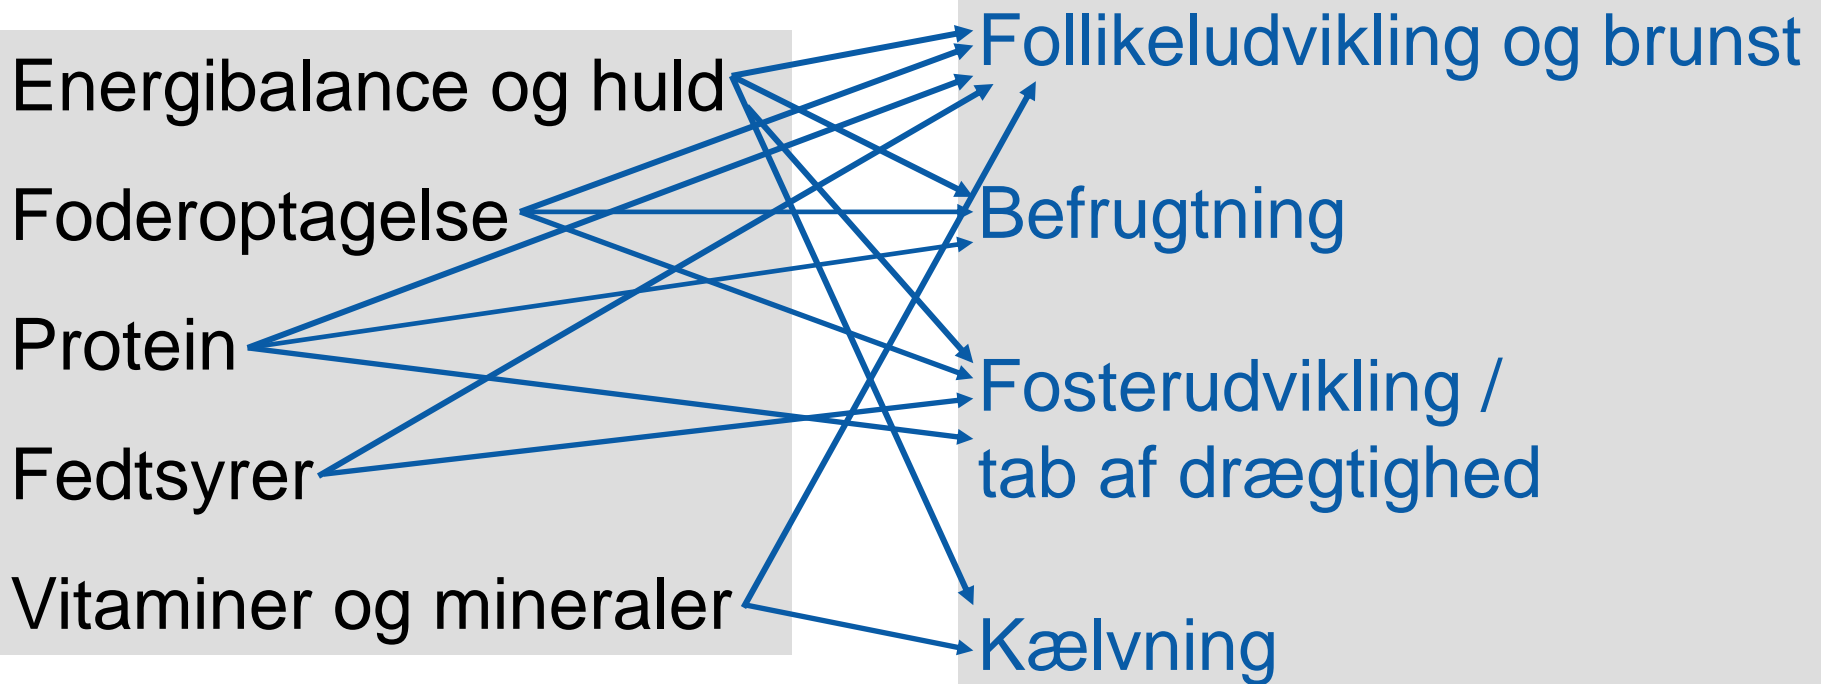 Energibalance og huld
Foderoptagelse
Protein
Fedtsyrer
Vitaminer og mineraler
Follikeludvikling og brunst
Befrugtning
Fosterudvikling /
tab af drægtighed
Kælvning